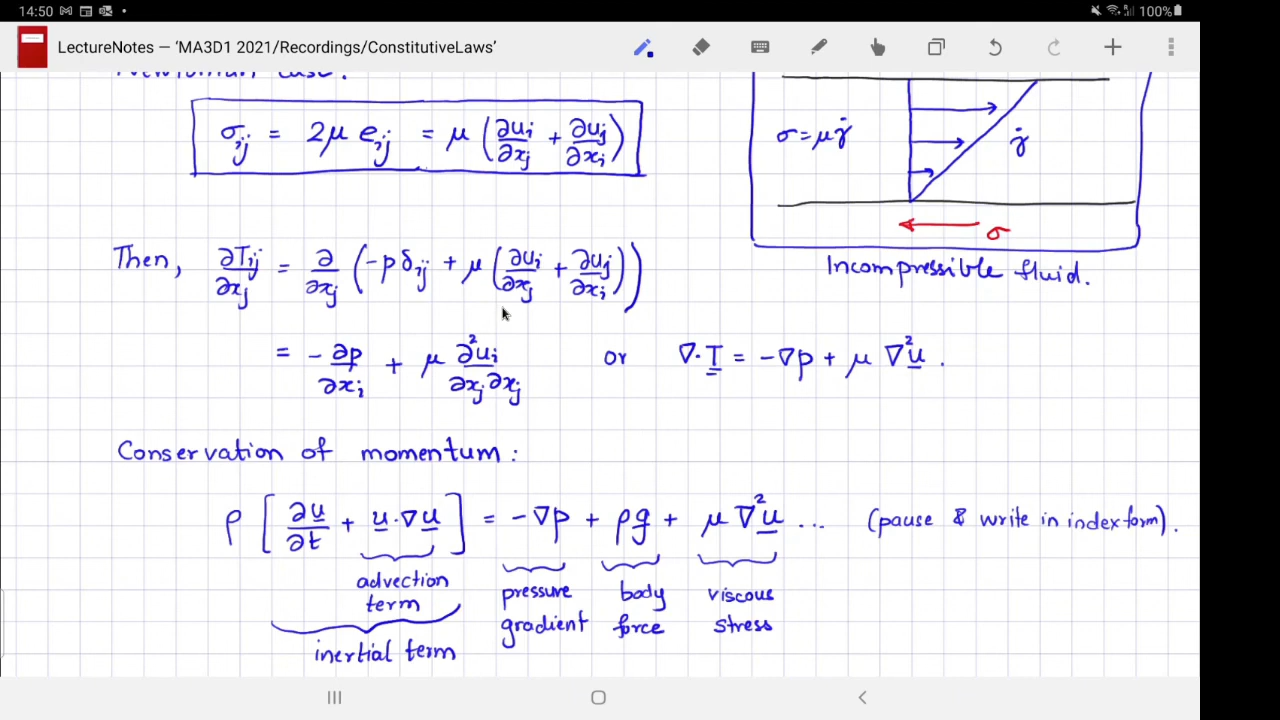 14:50
100%
LectureNotes — ‘MA3D1 2021/Recordings/ConstitutiveLaws’
σij = 2μ eij = μ (∂ui/∂xj + ∂uj/∂xi)
σ = μγ̇
γ̇
σ
Incompressible fluid.
Then, ∂Tij/∂xj = ∂/∂xj (-p δij + μ (∂ui/∂xj + ∂uj/∂xi))
= - ∂p/∂xi + μ ∂²ui/∂xj∂xj or ∇·T = -∇p + μ ∇²u .
Conservation of momentum :
ρ [∂u/∂t + u·∇u] = -∇p + ρg + μ∇²u ... (pause & write in index form).
advection term
pressure gradient
body force
viscous stress
inertial term